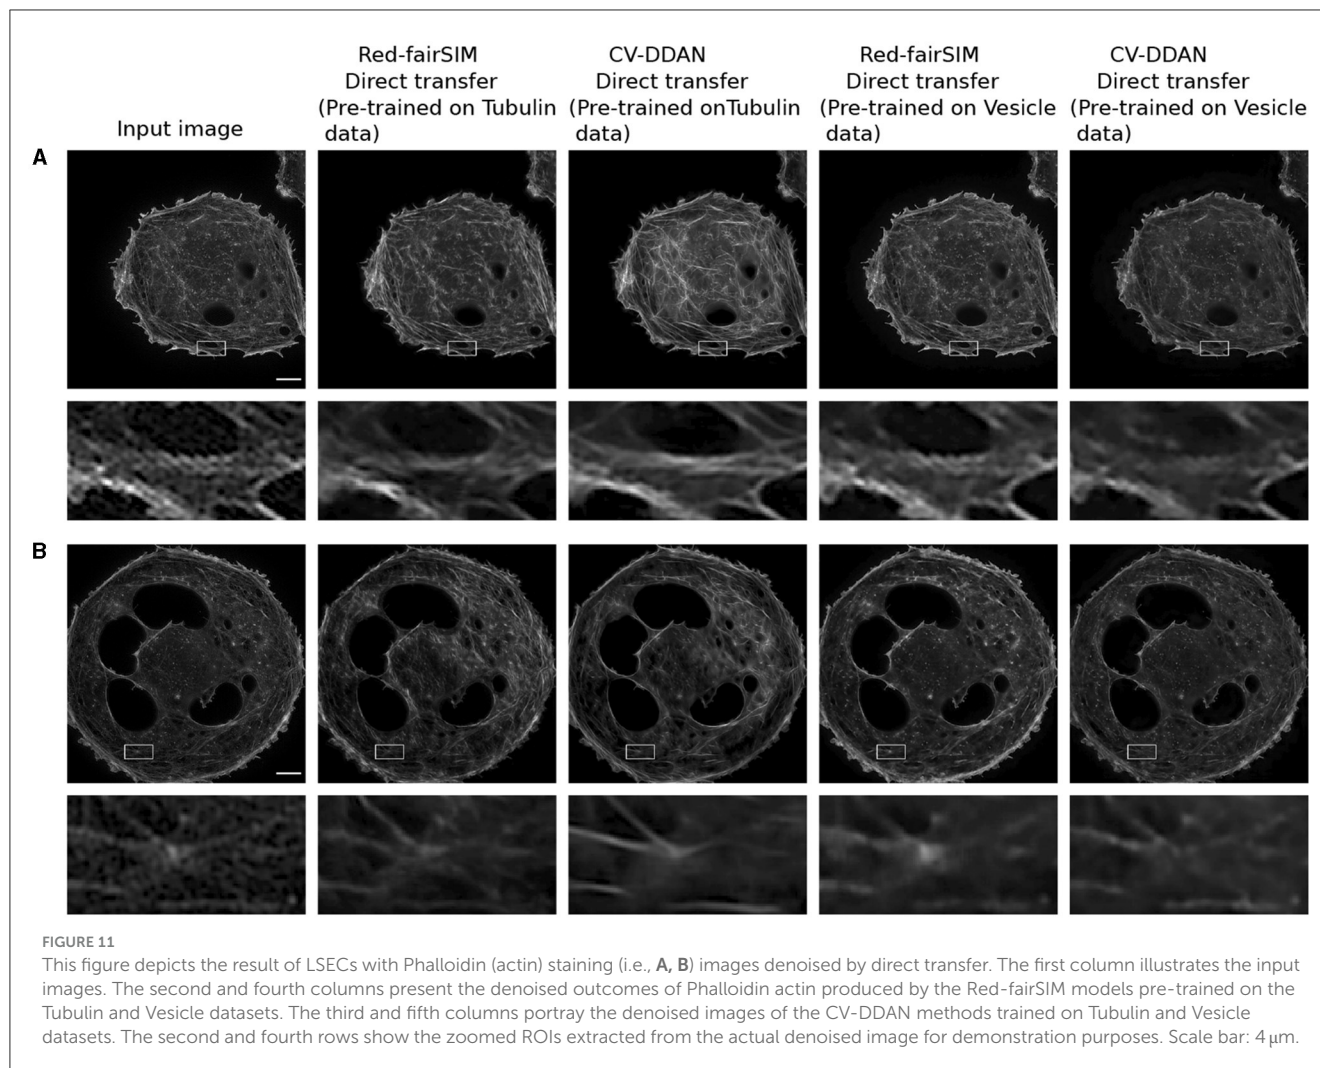 Red-fairSIM
Direct transfer
(Pre-trained on Tubulin
data)
CV-DDAN
Direct transfer
(Pre-trained onTubulin
data)
Red-fairSIM
Direct transfer
(Pre-trained on Vesicle
data)
CV-DDAN
Direct transfer
(Pre-trained on Vesicle
data)
Input image
A
B
FIGURE 11
This figure depicts the result of LSECs with Phalloidin (actin) staining (i.e., A, B) images denoised by direct transfer. The first column illustrates the input
images. The second and fourth columns present the denoised outcomes of Phalloidin actin produced by the Red-fairSIM models pre-trained on the
Tubulin and Vesicle datasets. The third and fifth columns portray the denoised images of the CV-DDAN methods trained on Tubulin and Vesicle
datasets. The second and fourth rows show the zoomed ROIs extracted from the actual denoised image for demonstration purposes. Scale bar: 4 μm.